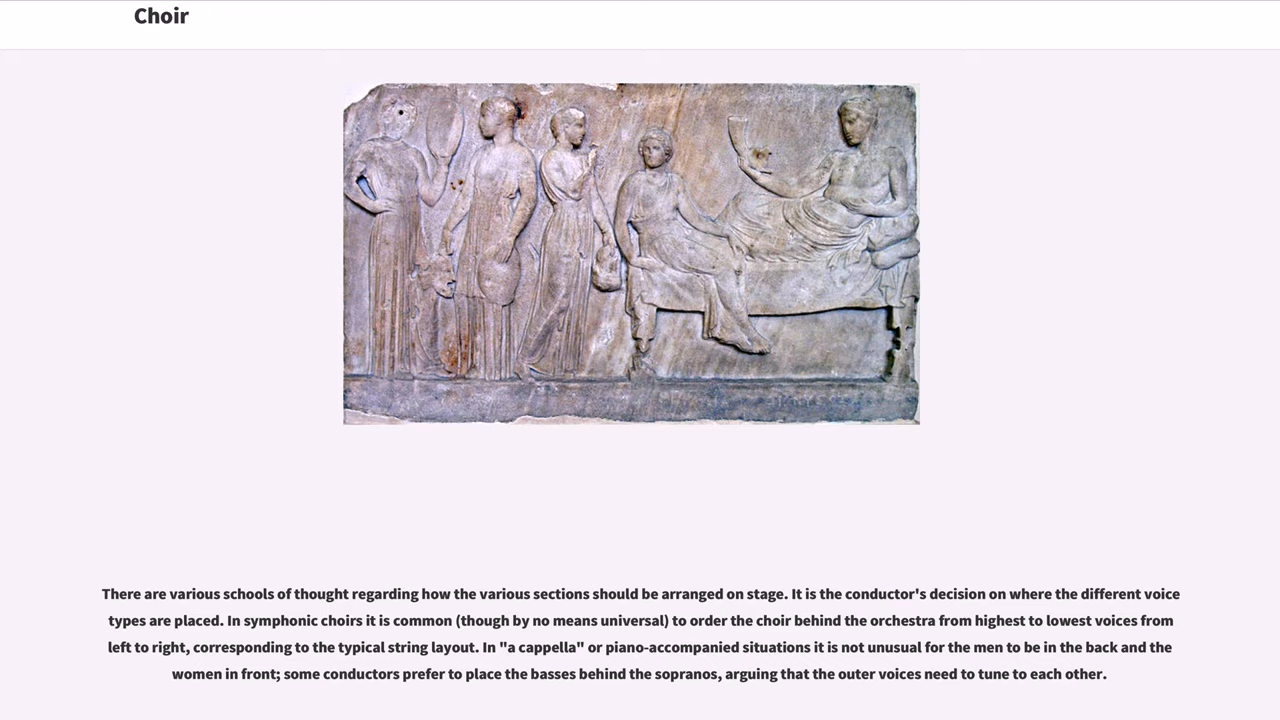 Choir
There are various schools of thought regarding how the various sections should be arranged on stage. It is the conductor's decision on where the different voice
types are placed. In symphonic choirs it is common (though by no means universal) to order the choir behind the orchestra from highest to lowest voices from
left to right, corresponding to the typical string layout. In "a cappella" or piano-accompanied situations it is not unusual for the men to be in the back and the
women in front; some conductors prefer to place the basses behind the sopranos, arguing that the outer voices need to tune to each other.